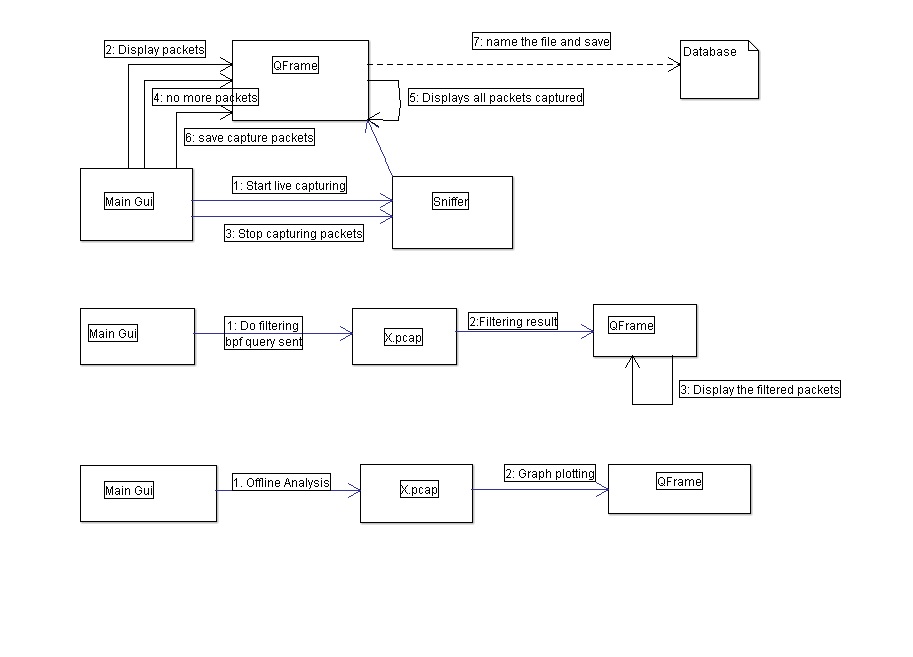 7: name the file and save
2: Display packets
QFrame
Database
4: no more packets
5: Displays all packets captured
6: save capture packets
1: Start live capturing
Main Gui
Sniffer
3: Stop capturing packets
1: Do filtering
bpf query sent
2:Filtering result
QFrame
Main Gui
X.pcap
3: Display the filtered packets
1. Offline Analysis
2: Graph plotting
QFrame
Main Gui
X.pcap